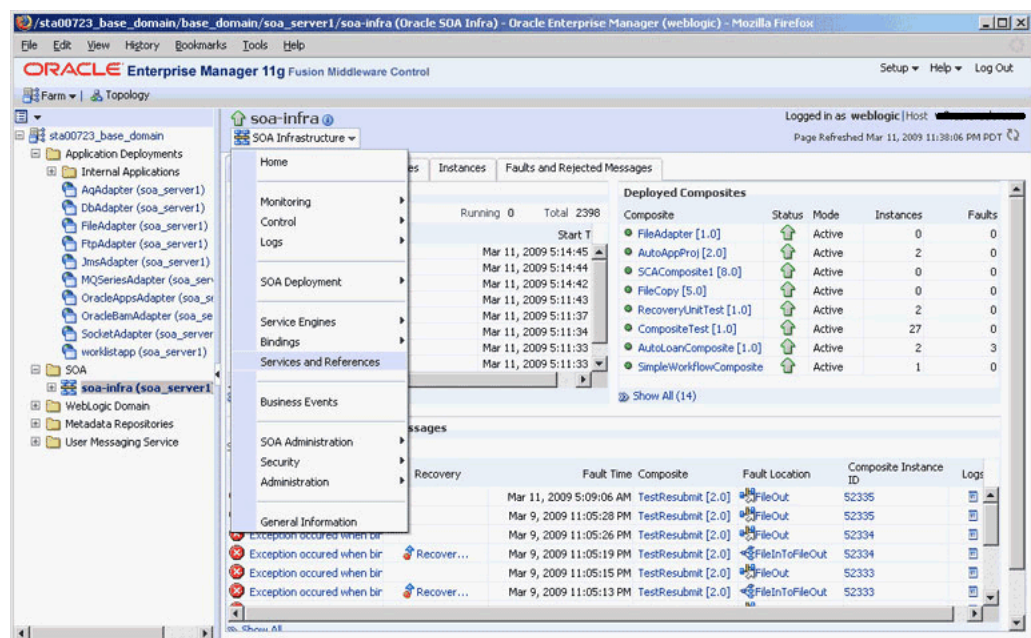 /sta00723_base_domain/base_domain/soa_server1/soa-infra (Oracle SOA Infra) - Oracle Enterprise Manager (weblogic) - Mozilla Firefox
File Edit View History Bookmarks Tools Help
ORACLE Enterprise Manager 11g Fusion Middleware Control
Setup Help Log Out
Farm | Topology
sta00723_base_domain
Application Deployments
Internal Applications
AqAdapter (soa_server1)
DbAdapter (soa_server1)
FileAdapter (soa_server1)
FtpAdapter (soa_server1)
JmsAdapter (soa_server1)
MQSeriesAdapter (soa_serv
OracleAppsAdapter (soa_se
OracleBamAdapter (soa_se
SocketAdapter (soa_server
worklistapp (soa_server1)
SOA
soa-infra (soa_server1
WebLogic Domain
Metadata Repositories
User Messaging Service
soa-infra
SOA Infrastructure
Logged in as weblogic|Host
Page Refreshed Mar 11, 2009 11:38:06 PM PDT
Home
Monitoring
Control
Logs
SOA Deployment
Service Engines
Bindings
Services and References
Business Events
SOA Administration
Security
Administration
General Information
es Instances Faults and Rejected Messages
Running 0 Total 2398
Start T
Mar 11, 2009 5:14:45
Mar 11, 2009 5:14:44
Mar 11, 2009 5:14:42
Mar 11, 2009 5:11:43
Mar 11, 2009 5:11:37
Mar 11, 2009 5:11:34
Mar 11, 2009 5:11:33
Mar 11, 2009 5:11:33
Deployed Composites
Composite Status Mode Instances Faults
FileAdapter [1.0] Active 0 0
AutoAppProj [2.0] Active 2 0
SCAComposite1 [8.0] Active 0 0
FileCopy [5.0] Active 0 0
RecoveryUnitTest [1.0] Active 2 0
CompositeTest [1.0] Active 27 0
AutoLoanComposite [1.0] Active 2 3
SimpleWorkflowComposite Active 1 0
Show All (14)
ssages
Recovery Fault Time Composite Fault Location Composite Instance ID Logs
Mar 11, 2009 5:09:06 AM TestResubmit [2.0] FileOut 52335
Mar 9, 2009 11:05:28 PM TestResubmit [2.0] FileOut 52335
Exception occured when bir Mar 9, 2009 11:05:26 PM TestResubmit [2.0] FileOut 52334
Exception occured when bir Recover... Mar 9, 2009 11:05:19 PM TestResubmit [2.0] FileInToFileOut 52334
Exception occured when bir Mar 9, 2009 11:05:15 PM TestResubmit [2.0] FileOut 52333
Exception occured when bir Recover... Mar 9, 2009 11:05:13 PM TestResubmit [2.0] FileInToFileOut 52333
Show All